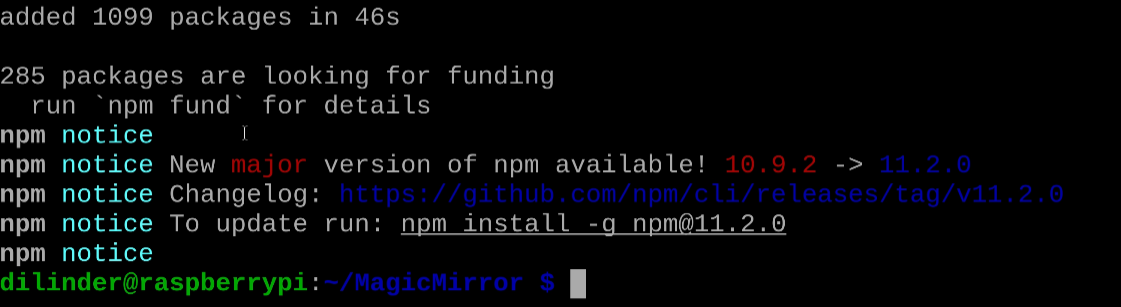 added 1099 packages in 46s
285 packages are looking for funding
  run `npm fund` for details
npm notice
npm notice New major version of npm available! 10.9.2 -> 11.2.0
npm notice Changelog: https://github.com/npm/cli/releases/tag/v11.2.0
npm notice To update run: npm install -g npm@11.2.0
npm notice
dilinder@raspberrypi:~/MagicMirror $